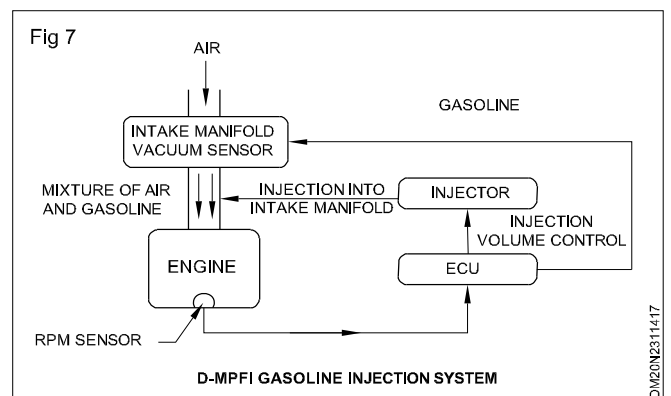 Fig 7
AIR
GASOLINE
INTAKE MANIFOLD
VACUUM SENSOR
MIXTURE OF AIR
AND GASOLINE
INJECTION INTO
INTAKE MANIFOLD
INJECTOR
INJECTION
VOLUME CONTROL
ENGINE
ECU
RPM SENSOR
D-MPFI GASOLINE INJECTION SYSTEM
DM20N2311417